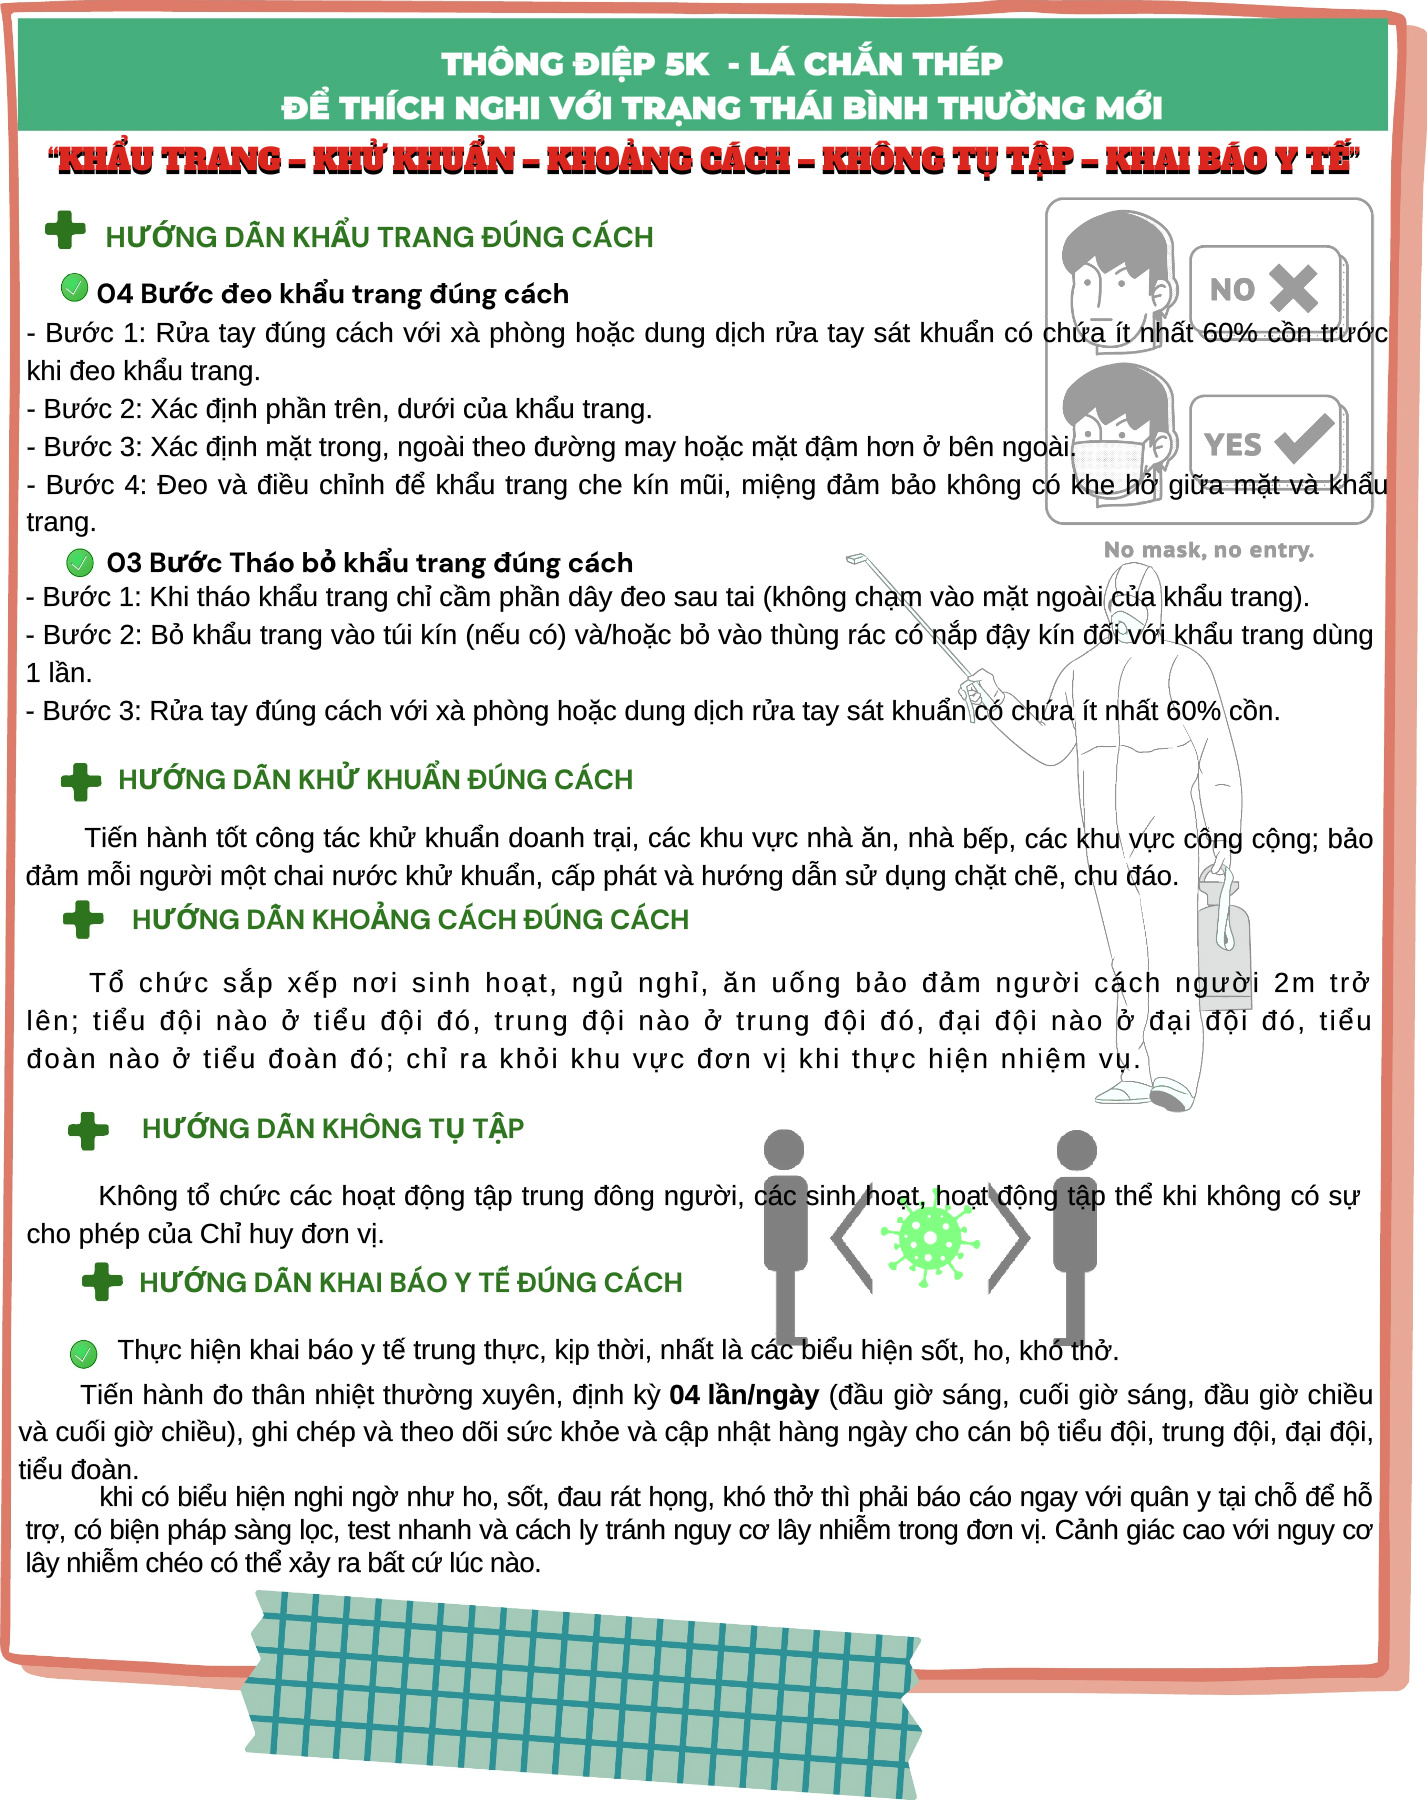 THÔNG ĐIỆP 5K - LÁ CHẮN THÉP
ĐỂ THÍCH NGHI VỚI TRẠNG THÁI BÌNH THƯỜNG MỚI
“KHẨU TRANG – KHỬ KHUẨN – KHOẢNG CÁCH – KHÔNG TỤ TẬP – KHAI BÁO Y TẾ”
HƯỚNG DẪN KHẨU TRANG ĐÚNG CÁCH
04 Bước đeo khẩu trang đúng cách
NO
- Bước 1: Rửa tay đúng cách với xà phòng hoặc dung dịch rửa tay sát khuẩn có chứa ít nhất 60% cồn trước
khi đeo khẩu trang.
- Bước 2: Xác định phần trên, dưới của khẩu trang.
- Bước 3: Xác định mặt trong, ngoài theo đường may hoặc mặt đậm hơn ở bên ngoài.
YES
- Bước 4: Đeo và điều chỉnh để khẩu trang che kín mũi, miệng đảm bảo không có khe hở giữa mặt và khẩu
trang.
No mask, no entry.
03 Bước Tháo bỏ khẩu trang đúng cách
- Bước 1: Khi tháo khẩu trang chỉ cầm phần dây đeo sau tai (không chạm vào mặt ngoài của khẩu trang).
- Bước 2: Bỏ khẩu trang vào túi kín (nếu có) và/hoặc bỏ vào thùng rác có nắp đậy kín đối với khẩu trang dùng
1 lần.
- Bước 3: Rửa tay đúng cách với xà phòng hoặc dung dịch rửa tay sát khuẩn có chứa ít nhất 60% cồn.
HƯỚNG DẪN KHỬ KHUẨN ĐÚNG CÁCH
Tiến hành tốt công tác khử khuẩn doanh trại, các khu vực nhà ăn, nhà bếp, các khu vực công cộng; bảo
đảm mỗi người một chai nước khử khuẩn, cấp phát và hướng dẫn sử dụng chặt chẽ, chu đáo.
HƯỚNG DẪN KHOẢNG CÁCH ĐÚNG CÁCH
Tổ chức sắp xếp nơi sinh hoạt, ngủ nghỉ, ăn uống bảo đảm người cách người 2m trở
lên; tiểu đội nào ở tiểu đội đó, trung đội nào ở trung đội đó, đại đội nào ở đại đội đó, tiểu
đoàn nào ở tiểu đoàn đó; chỉ ra khỏi khu vực đơn vị khi thực hiện nhiệm vụ.
HƯỚNG DẪN KHÔNG TỤ TẬP
Không tổ chức các hoạt động tập trung đông người, các sinh hoạt, hoạt động tập thể khi không có sự
cho phép của Chỉ huy đơn vị.
HƯỚNG DẪN KHAI BÁO Y TẾ ĐÚNG CÁCH
Thực hiện khai báo y tế trung thực, kịp thời, nhất là các biểu hiện sốt, ho, khó thở.
Tiến hành đo thân nhiệt thường xuyên, định kỳ 04 lần/ngày (đầu giờ sáng, cuối giờ sáng, đầu giờ chiều
và cuối giờ chiều), ghi chép và theo dõi sức khỏe và cập nhật hàng ngày cho cán bộ tiểu đội, trung đội, đại đội,
tiểu đoàn.
khi có biểu hiện nghi ngờ như ho, sốt, đau rát họng, khó thở thì phải báo cáo ngay với quân y tại chỗ để hỗ
trợ, có biện pháp sàng lọc, test nhanh và cách ly tránh nguy cơ lây nhiễm trong đơn vị. Cảnh giác cao với nguy cơ
lây nhiễm chéo có thể xảy ra bất cứ lúc nào.